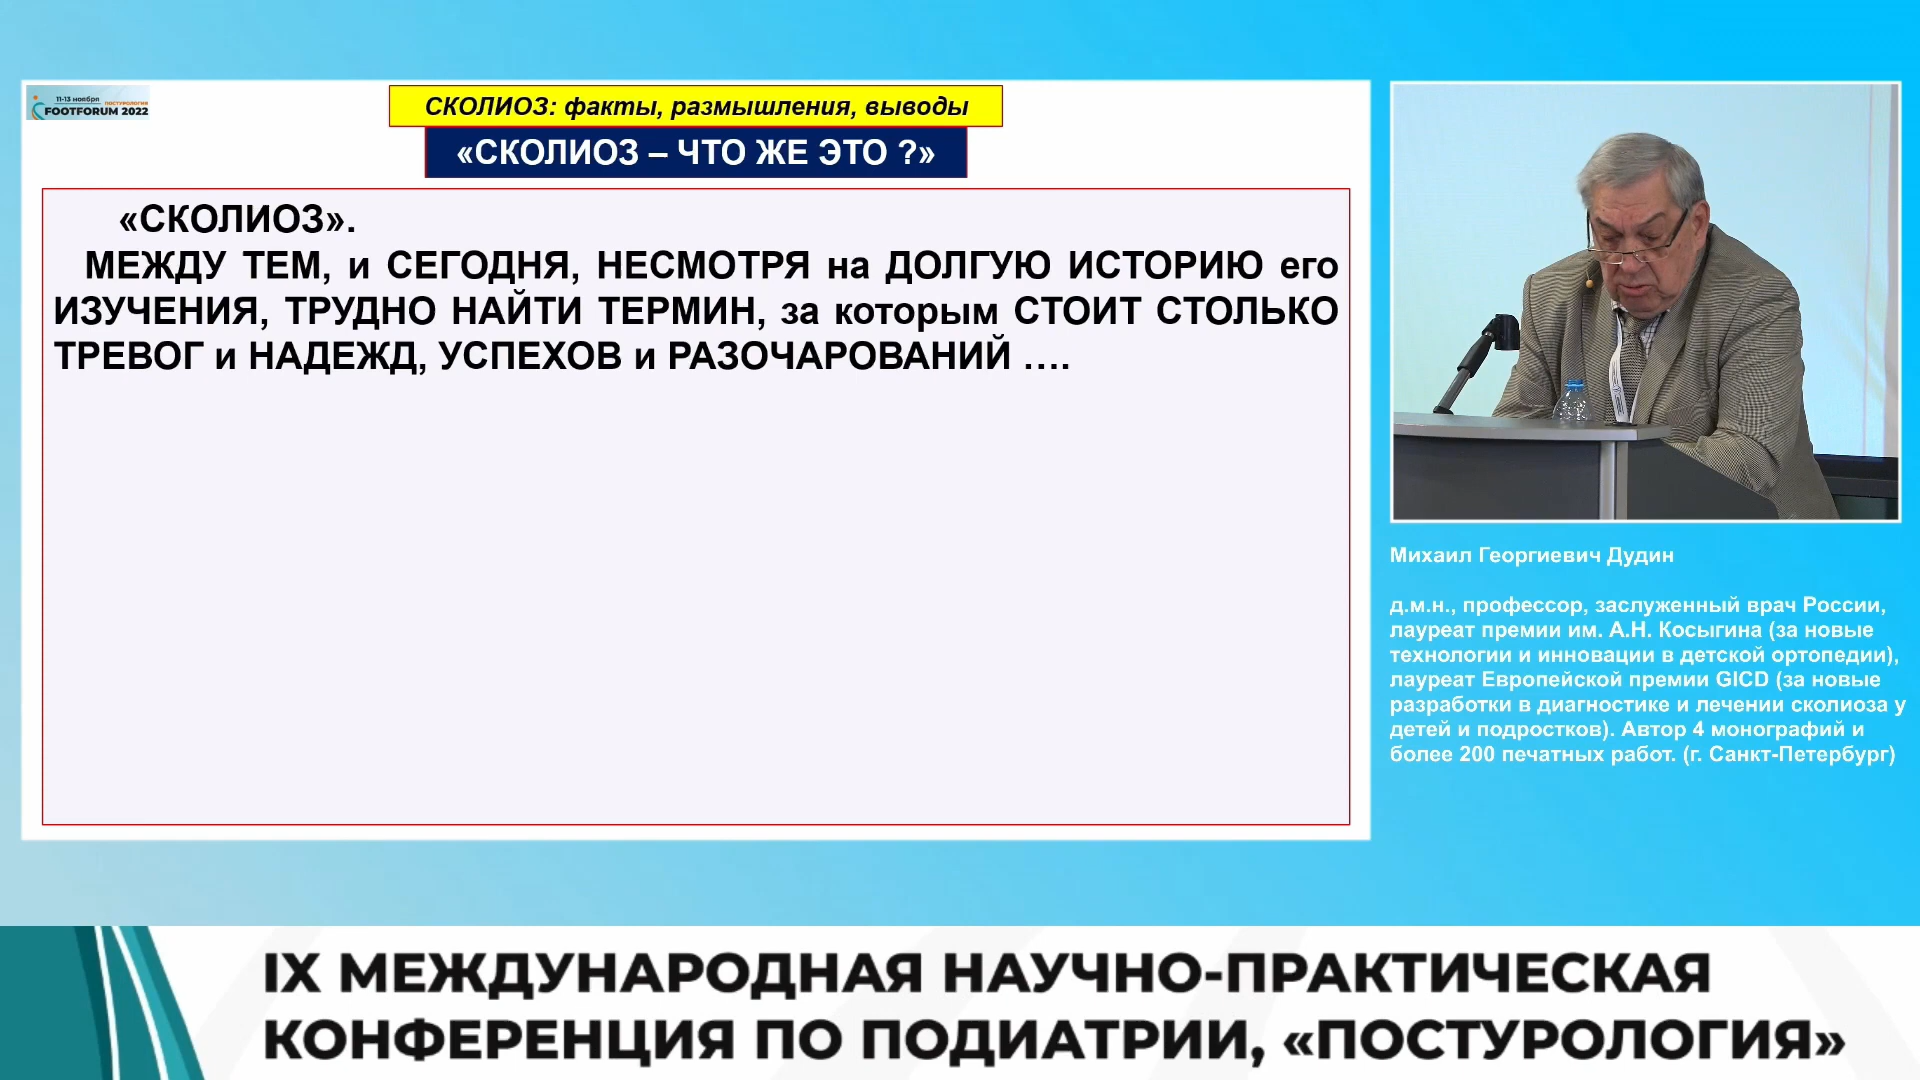 11-13 ноября
ПОСТУРОЛОГИЯ
FOOTFORUM 2022
СКОЛИОЗ: факты, размышления, выводы
«СКОЛИОЗ – ЧТО ЖЕ ЭТО ?»
«СКОЛИОЗ».
МЕЖДУ ТЕМ, и СЕГОДНЯ, НЕСМОТРЯ на ДОЛГУЮ ИСТОРИЮ его
ИЗУЧЕНИЯ, ТРУДНО НАЙТИ ТЕРМИН, за которым СТОИТ СТОЛЬКО
ТРЕВОГ и НАДЕЖД, УСПЕХОВ и РАЗОЧАРОВАНИЙ ….
Михаил Георгиевич Дудин
д.м.н., профессор, заслуженный врач России,
лауреат премии им. А.Н. Косыгина (за новые
технологии и инновации в детской ортопедии),
лауреат Европейской премии GICD (за новые
разработки в диагностике и лечении сколиоза у
детей и подростков). Автор 4 монографий и
более 200 печатных работ. (г. Санкт-Петербург)
IX МЕЖДУНАРОДНАЯ НАУЧНО-ПРАКТИЧЕСКАЯ
КОНФЕРЕНЦИЯ ПО ПОДИАТРИИ, «ПОСТУРОЛОГИЯ»